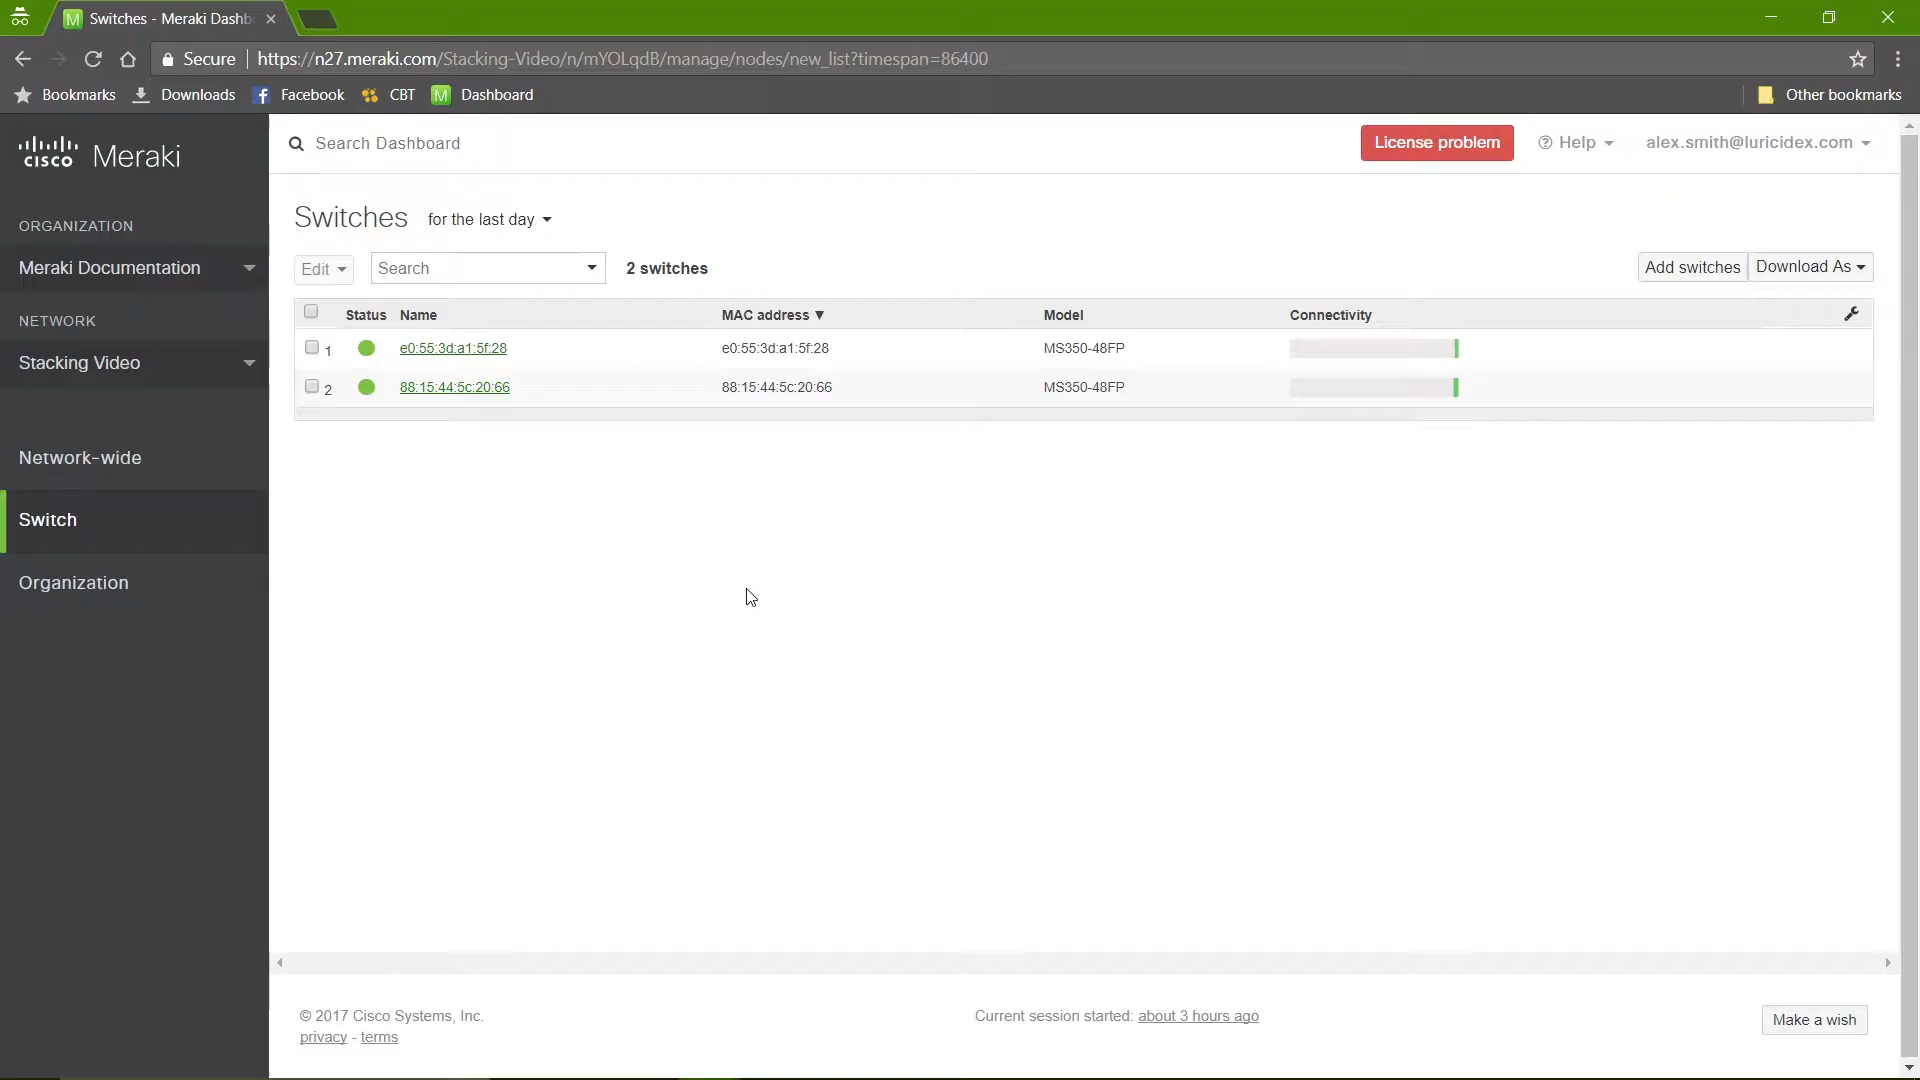 Switches - Meraki Dashb
Secure
https://n27.meraki.com/Stacking-Video/n/mYOLqdB/manage/nodes/new_list?timespan=86400
Bookmarks Downloads Facebook CBT Dashboard Other bookmarks
cisco Meraki
Search Dashboard
License problem
Help
alex.smith@luricidex.com
ORGANIZATION
Meraki Documentation
NETWORK
Stacking Video
Network-wide
Switch
Organization
Switches for the last day
Edit Search 2 switches Add switches Download As
Status Name MAC address ▼ Model Connectivity
1 e0:55:3d:a1:5f:28 e0:55:3d:a1:5f:28 MS350-48FP
2 88:15:44:5c:20:66 88:15:44:5c:20:66 MS350-48FP
© 2017 Cisco Systems, Inc.
privacy - terms
Current session started: about 3 hours ago
Make a wish